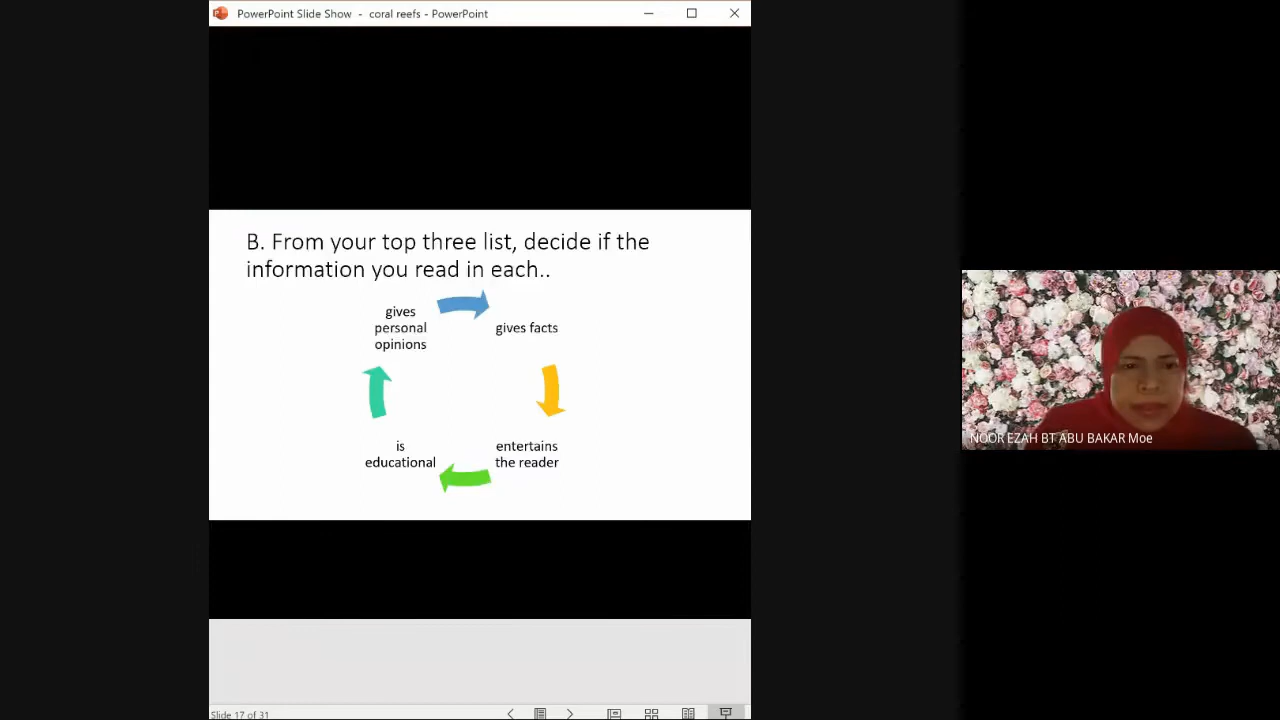 PowerPoint Slide Show - coral reefs - PowerPoint
B. From your top three list, decide if the
information you read in each..
gives
personal
opinions
gives facts
is
educational
entertains
the reader
NOOR EZAH BT ABU BAKAR Moe
Slide 17 of 31